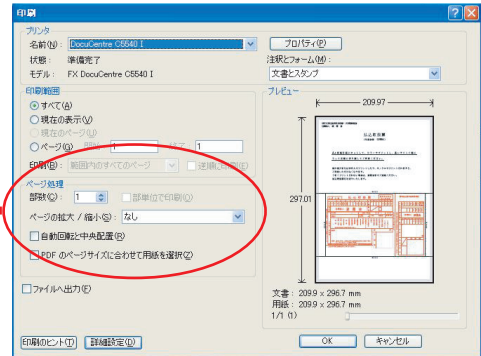 印刷
プリンタ
名前(N): DocuCentre C5540 I
プロパティ(P)
状態: 準備完了
注釈とフォーム(M):
モデル: FX DocuCentre C5540 I
文書とスタンプ
印刷範囲
すべて(A)
現在の表示(V)
現在のページ(U)
ページ(G) 開始 1 終了 1
印刷(B): 範囲内のすべてのページ 逆順に印刷(E)
ページ処理
部数(C): 1 部単位で印刷(O)
ページの拡大 / 縮小(S): なし
自動回転と中央配置(R)
PDF のページサイズに合わせて用紙を選択(Z)
ファイルへ出力(F)
プレビュー
209.97
297.01
払込取扱票
文書: 209.9 x 296.7 mm
用紙: 209.9 x 296.7 mm
1/1 (1)
印刷のヒント(T)
詳細設定(D)
OK
キャンセル